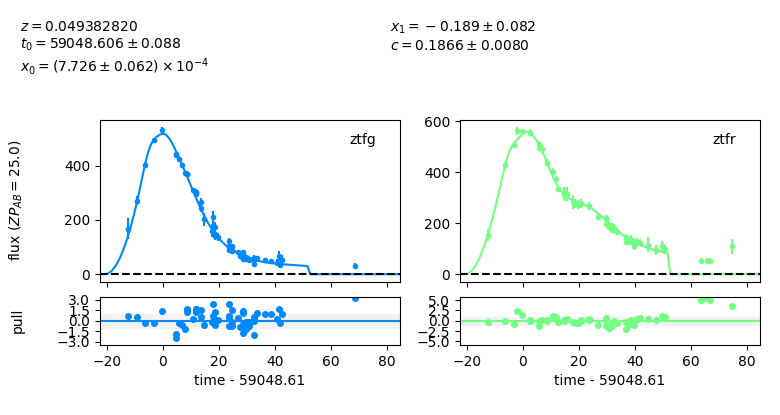 z = 0.049382820
t₀ = 59048.606 ± 0.088
x₀ = (7.726 ± 0.062) × 10⁻⁴
x₁ = −0.189 ± 0.082
c = 0.1866 ± 0.0080
flux (ZP_AB = 25.0)
400
200
0
ztfg
600
400
200
0
ztfr
pull
3.0
1.5
0.0
−1.5
−3.0
−20 0 20 40 60 80
time - 59048.61
5.0
2.5
0.0
−2.5
−5.0
−20 0 20 40 60 80
time - 59048.61